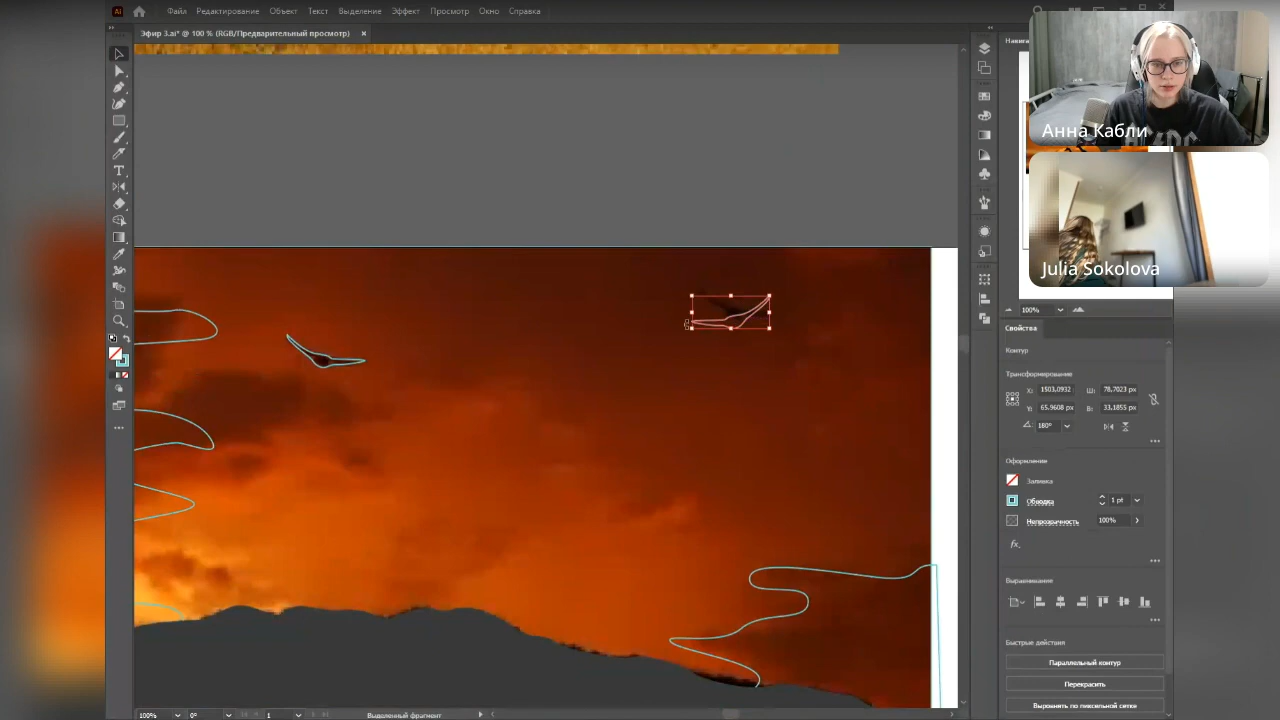 Ai Файл Редактирование Объект Текст Выделение Эффект Просмотр Окно Справка
Эфир 3.ai* @ 100 % (RGB/Предварительный просмотр) ×
Анна Кабли
Julia Sokolova
100%
Свойства
Контур
Трансформирование
X: 1503,0932 Ш: 78,7023 px
Y: 65,9608 px В: 33,1855 px
180°
Оформление
Заливка
Обводка 1 pt
Непрозрачность 100%
fx
Выравнивание
Быстрые действия
Параллельный контур
Перекрасить
Выровнять по пиксельной сетке
100% 0° 1 Выделенный фрагмент